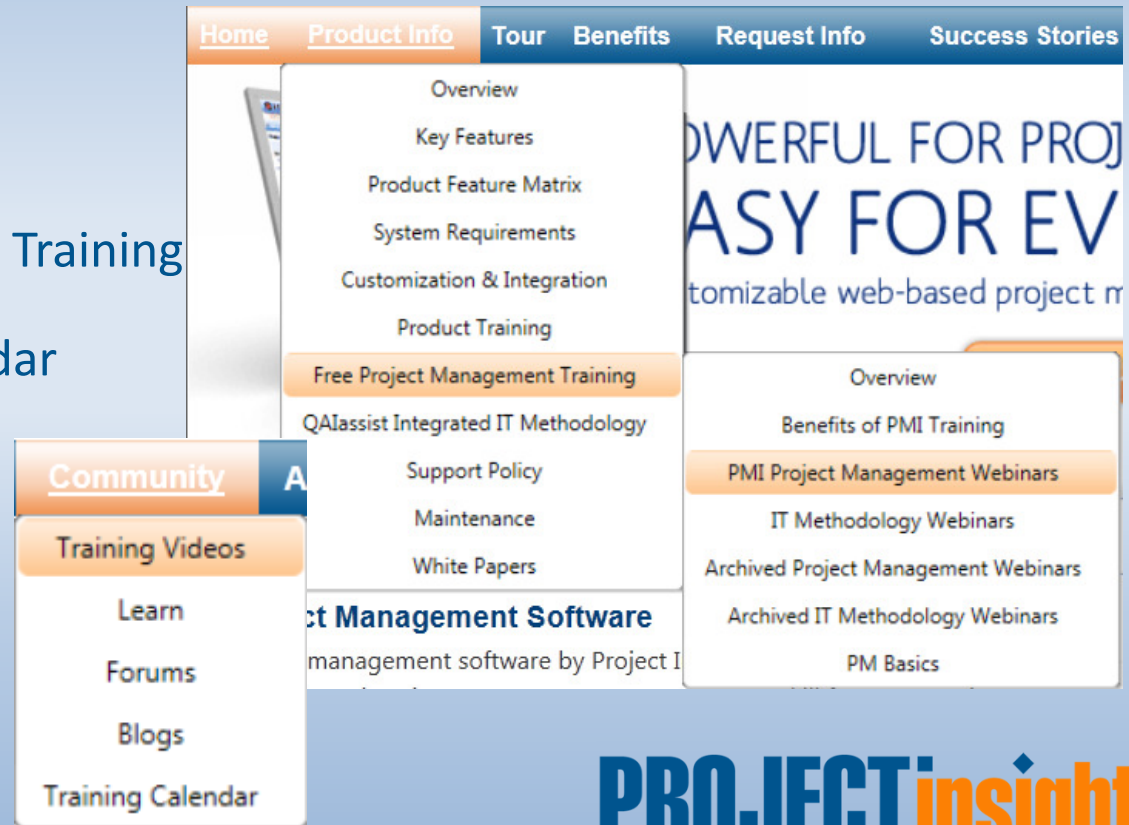 Home Product Info Tour Benefits Request Info Success Stories
Overview
Key Features
Product Feature Matrix
System Requirements
Customization & Integration
Product Training
Free Project Management Training
QAIassist Integrated IT Methodology
Support Policy
Maintenance
White Papers
OWERFUL FOR PROJ
ASY FOR EV
tomizable web-based project m
Training
dar
Overview
Benefits of PMI Training
PMI Project Management Webinars
IT Methodology Webinars
Archived Project Management Webinars
Archived IT Methodology Webinars
PM Basics
Community A
Training Videos
Learn
Forums
Blogs
Training Calendar
ct Management Software
management software by Project I
PROJECT insight